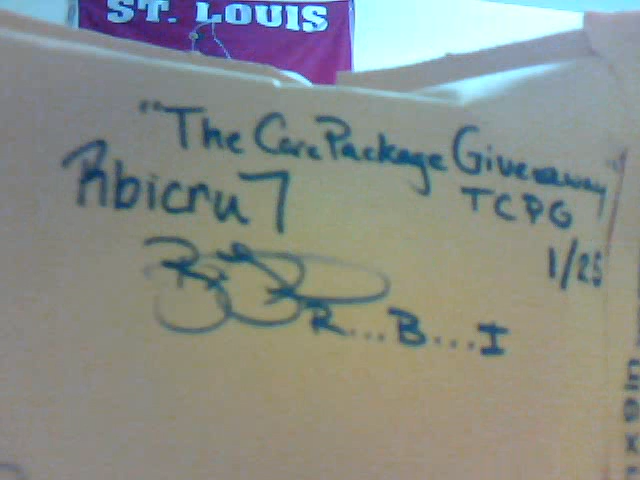 ST. LOUIS
"The Care Package Giveaway"
Rbicru7
TCPG
1/25
R...B...I